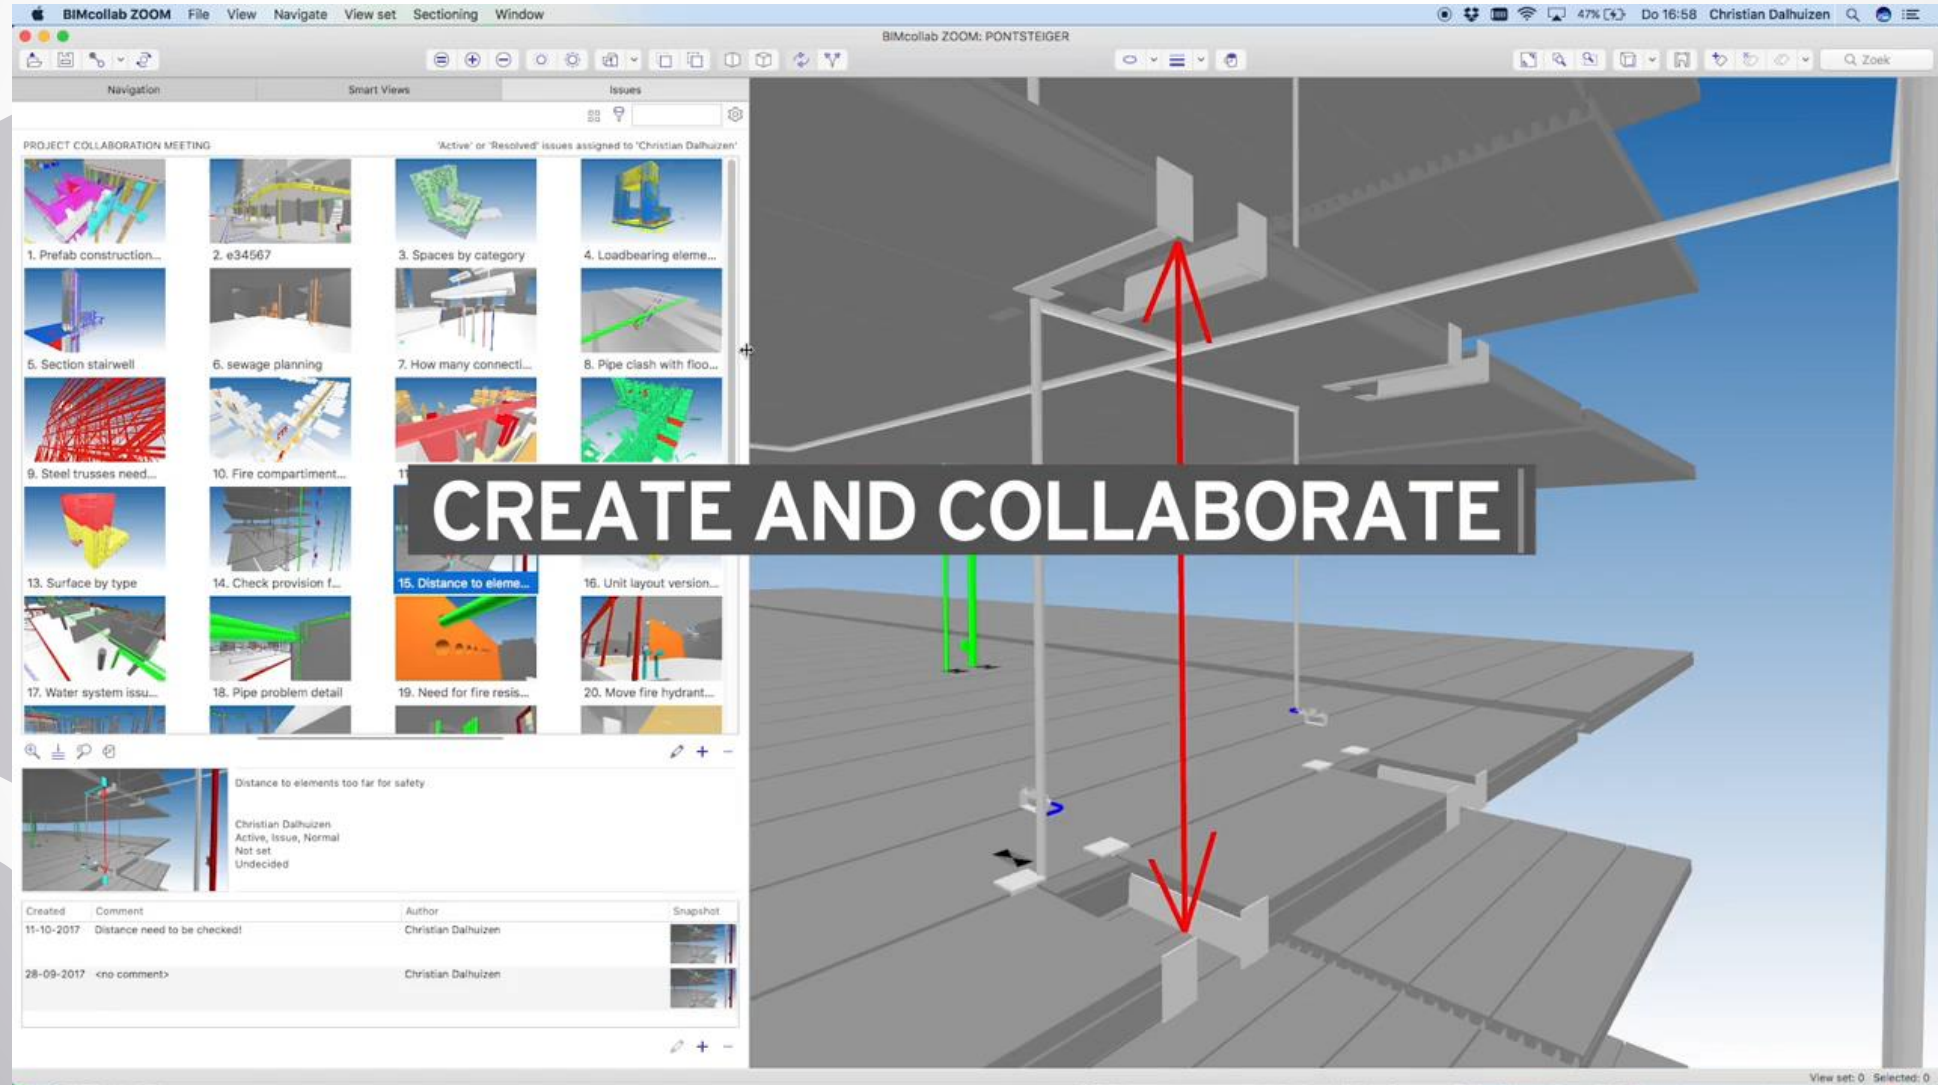 BIMcollab ZOOM File View Navigate View set Sectioning Window
47% Do 16:58 Christian Dalhuizen
BIMcollab ZOOM: PONTSTEIGER
Zoek
Navigation Smart Views Issues
PROJECT COLLABORATION MEETING 'Active' or 'Resolved' issues assigned to 'Christian Dalhuizen'
1. Prefab construction... 2. e34567 3. Spaces by category 4. Loadbearing eleme...
5. Section stairwell 6. sewage planning 7. How many connecti... 8. Pipe clash with floo...
9. Steel trusses need... 10. Fire compartiment... 11
CREATE AND COLLABORATE
13. Surface by type 14. Check provision f... 15. Distance to eleme... 16. Unit layout version...
17. Water system issu... 18. Pipe problem detail 19. Need for fire resis... 20. Move fire hydrant...
Distance to elements too far for safety
Christian Dalhuizen
Active, Issue, Normal
Not set
Undecided
Created Comment Author Snapshot
11-10-2017 Distance need to be checked! Christian Dalhuizen
28-09-2017 <no comment> Christian Dalhuizen
View set: 0 Selected: 0